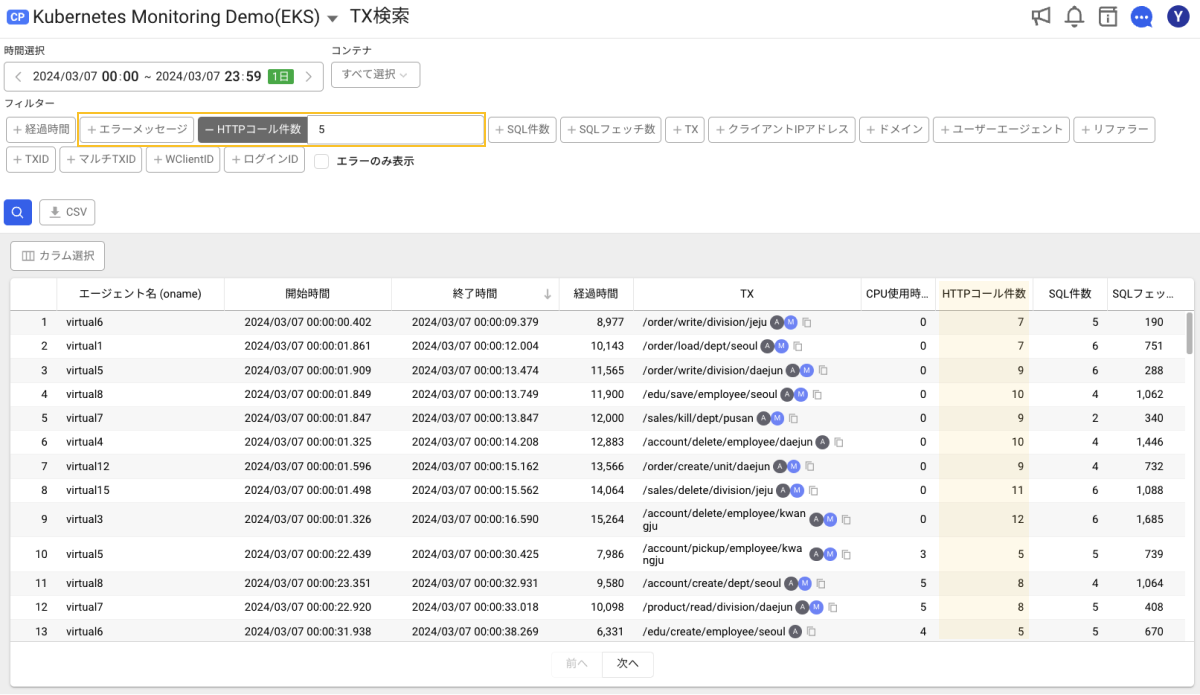 CP Kubernetes Monitoring Demo(EKS) TX検索
Y
時間選択 コンテナ
2024/03/07 00:00 ~ 2024/03/07 23:59 1日 すべて選択
フィルター
+ 経過時間 + エラーメッセージ − HTTPコール件数 5 + SQL件数 + SQLフェッチ数 + TX + クライアントIPアドレス + ドメイン + ユーザーエージェント + リファラー
+ TXID + マルチTXID + WClientID + ログインID エラーのみ表示
CSV
カラム選択
エージェント名 (oname) 開始時間 終了時間 ↓ 経過時間 TX CPU使用時... HTTPコール件数 SQL件数 SQLフェッ...
1 virtual6 2024/03/07 00:00:00.402 2024/03/07 00:00:09.379 8,977 /order/write/division/jeju A M 0 7 5 190
2 virtual1 2024/03/07 00:00:01.861 2024/03/07 00:00:12.004 10,143 /order/load/dept/seoul A M 0 7 6 751
3 virtual5 2024/03/07 00:00:01.909 2024/03/07 00:00:13.474 11,565 /order/write/division/daejun A M 0 9 6 288
4 virtual8 2024/03/07 00:00:01.849 2024/03/07 00:00:13.749 11,900 /edu/save/employee/seoul A M 0 10 4 1,062
5 virtual7 2024/03/07 00:00:01.847 2024/03/07 00:00:13.847 12,000 /sales/kill/dept/pusan A M 0 9 2 340
6 virtual4 2024/03/07 00:00:01.325 2024/03/07 00:00:14.208 12,883 /account/delete/employee/daejun A 0 10 4 1,446
7 virtual12 2024/03/07 00:00:01.596 2024/03/07 00:00:15.162 13,566 /order/create/unit/daejun A M 0 9 4 732
8 virtual15 2024/03/07 00:00:01.498 2024/03/07 00:00:15.562 14,064 /sales/delete/division/jeju A M 0 11 6 1,088
9 virtual3 2024/03/07 00:00:01.326 2024/03/07 00:00:16.590 15,264 /account/delete/employee/kwan
gju A M 0 12 6 1,685
10 virtual5 2024/03/07 00:00:22.439 2024/03/07 00:00:30.425 7,986 /account/pickup/employee/kwa
ngju A M 3 5 5 739
11 virtual8 2024/03/07 00:00:23.351 2024/03/07 00:00:32.931 9,580 /account/create/dept/seoul A M 5 8 4 1,064
12 virtual7 2024/03/07 00:00:22.920 2024/03/07 00:00:33.018 10,098 /product/read/division/daejun A M 5 8 5 408
13 virtual6 2024/03/07 00:00:31.938 2024/03/07 00:00:38.269 6,331 /edu/create/employee/seoul A 4 5 5 670
前へ 次へ